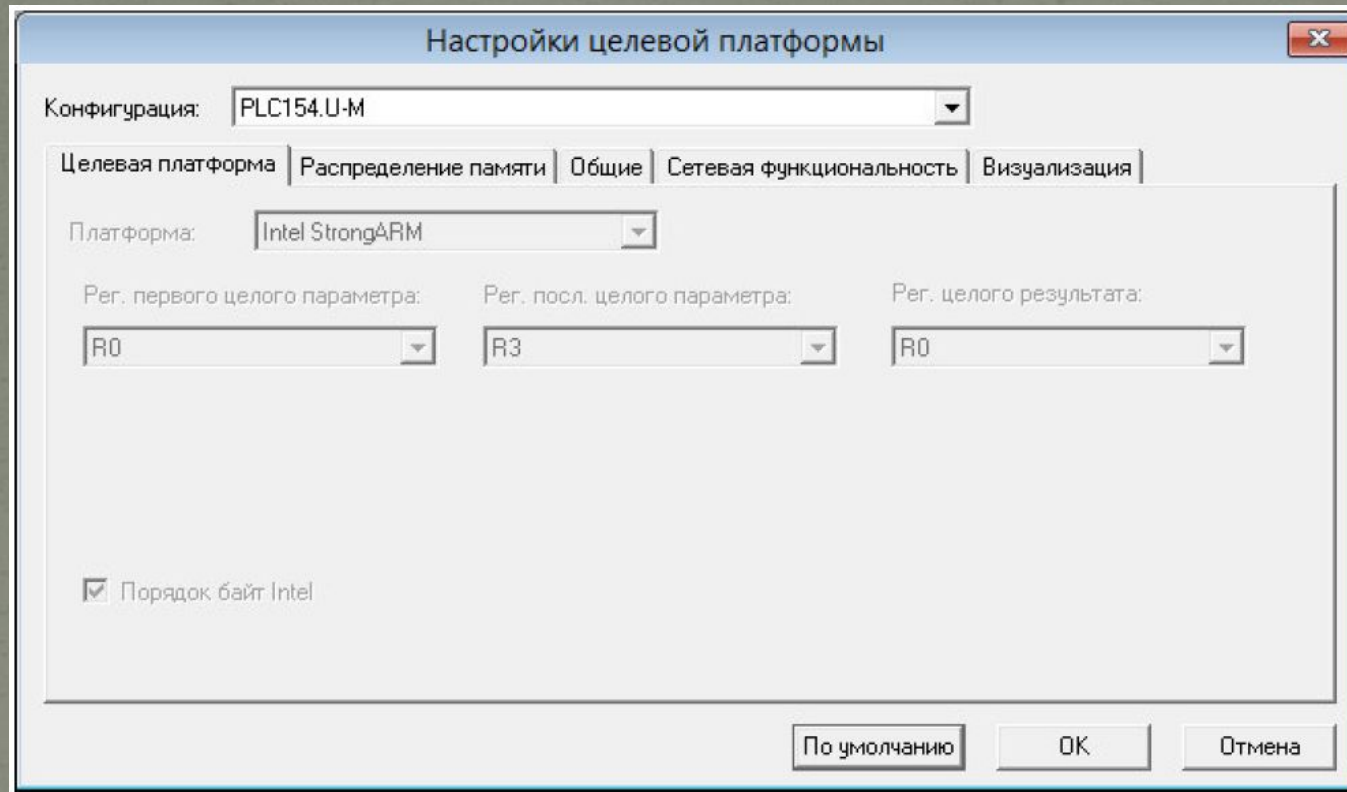 Настройки целевой платформы
Конфигурация: PLC154.U-M
Целевая платформа Распределение памяти Общие Сетевая функциональность Визуализация
Платформа: Intel StrongARM
Рег. первого целого параметра: Рег. посл. целого параметра: Рег. целого результата:
R0 R3 R0
Порядок байт Intel
По умолчанию OK Отмена